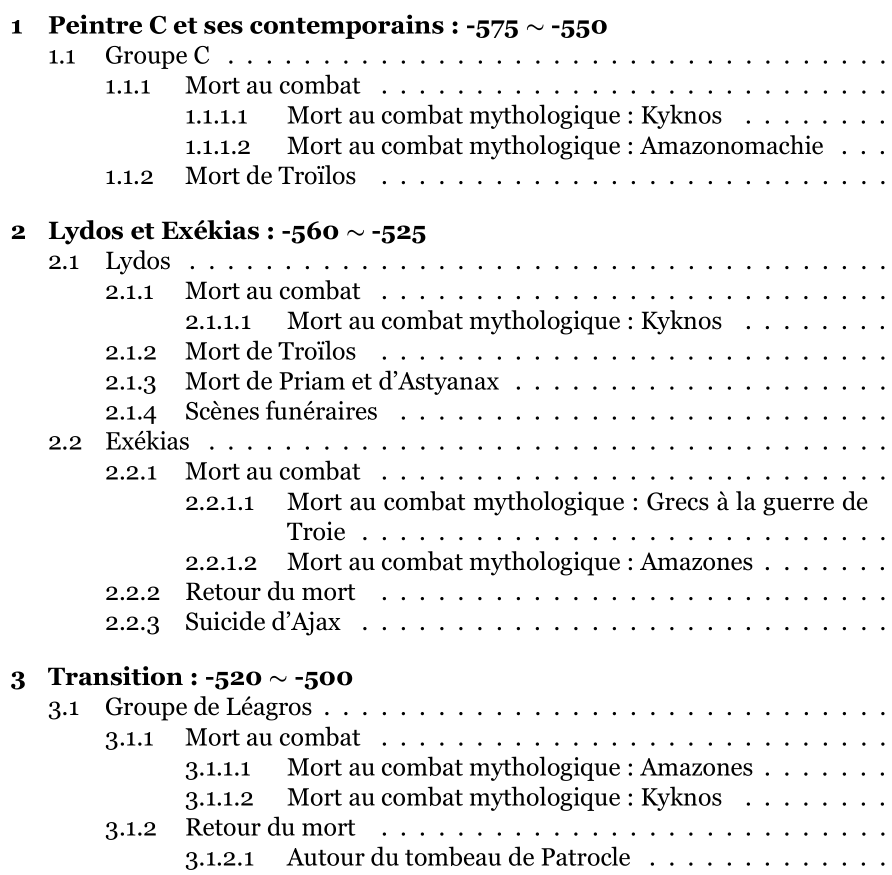 1 Peintre C et ses contemporains : -575 ∼ -550
1.1 Groupe C . . . . . . . . . . . . . . . . . . . . . . . . . . . . . . . . . . .
1.1.1 Mort au combat . . . . . . . . . . . . . . . . . . . . . . . . . . .
1.1.1.1 Mort au combat mythologique : Kyknos . . . . . . . .
1.1.1.2 Mort au combat mythologique : Amazonomachie . . .
1.1.2 Mort de Troïlos . . . . . . . . . . . . . . . . . . . . . . . . . . .
2 Lydos et Exékias : -560 ∼ -525
2.1 Lydos . . . . . . . . . . . . . . . . . . . . . . . . . . . . . . . . . . . . .
2.1.1 Mort au combat . . . . . . . . . . . . . . . . . . . . . . . . . . .
2.1.1.1 Mort au combat mythologique : Kyknos . . . . . . . .
2.1.2 Mort de Troïlos . . . . . . . . . . . . . . . . . . . . . . . . . . .
2.1.3 Mort de Priam et d’Astyanax . . . . . . . . . . . . . . . . . . . .
2.1.4 Scènes funéraires . . . . . . . . . . . . . . . . . . . . . . . . . .
2.2 Exékias . . . . . . . . . . . . . . . . . . . . . . . . . . . . . . . . . . . .
2.2.1 Mort au combat . . . . . . . . . . . . . . . . . . . . . . . . . . .
2.2.1.1 Mort au combat mythologique : Grecs à la guerre de
Troie . . . . . . . . . . . . . . . . . . . . . . . . . . . .
2.2.1.2 Mort au combat mythologique : Amazones . . . . . . .
2.2.2 Retour du mort . . . . . . . . . . . . . . . . . . . . . . . . . . .
2.2.3 Suicide d’Ajax . . . . . . . . . . . . . . . . . . . . . . . . . . . .
3 Transition : -520 ∼ -500
3.1 Groupe de Léagros . . . . . . . . . . . . . . . . . . . . . . . . . . . . . .
3.1.1 Mort au combat . . . . . . . . . . . . . . . . . . . . . . . . . . .
3.1.1.1 Mort au combat mythologique : Amazones . . . . . . .
3.1.1.2 Mort au combat mythologique : Kyknos . . . . . . . .
3.1.2 Retour du mort . . . . . . . . . . . . . . . . . . . . . . . . . . .
3.1.2.1 Autour du tombeau de Patrocle . . . . . . . . . . . . .